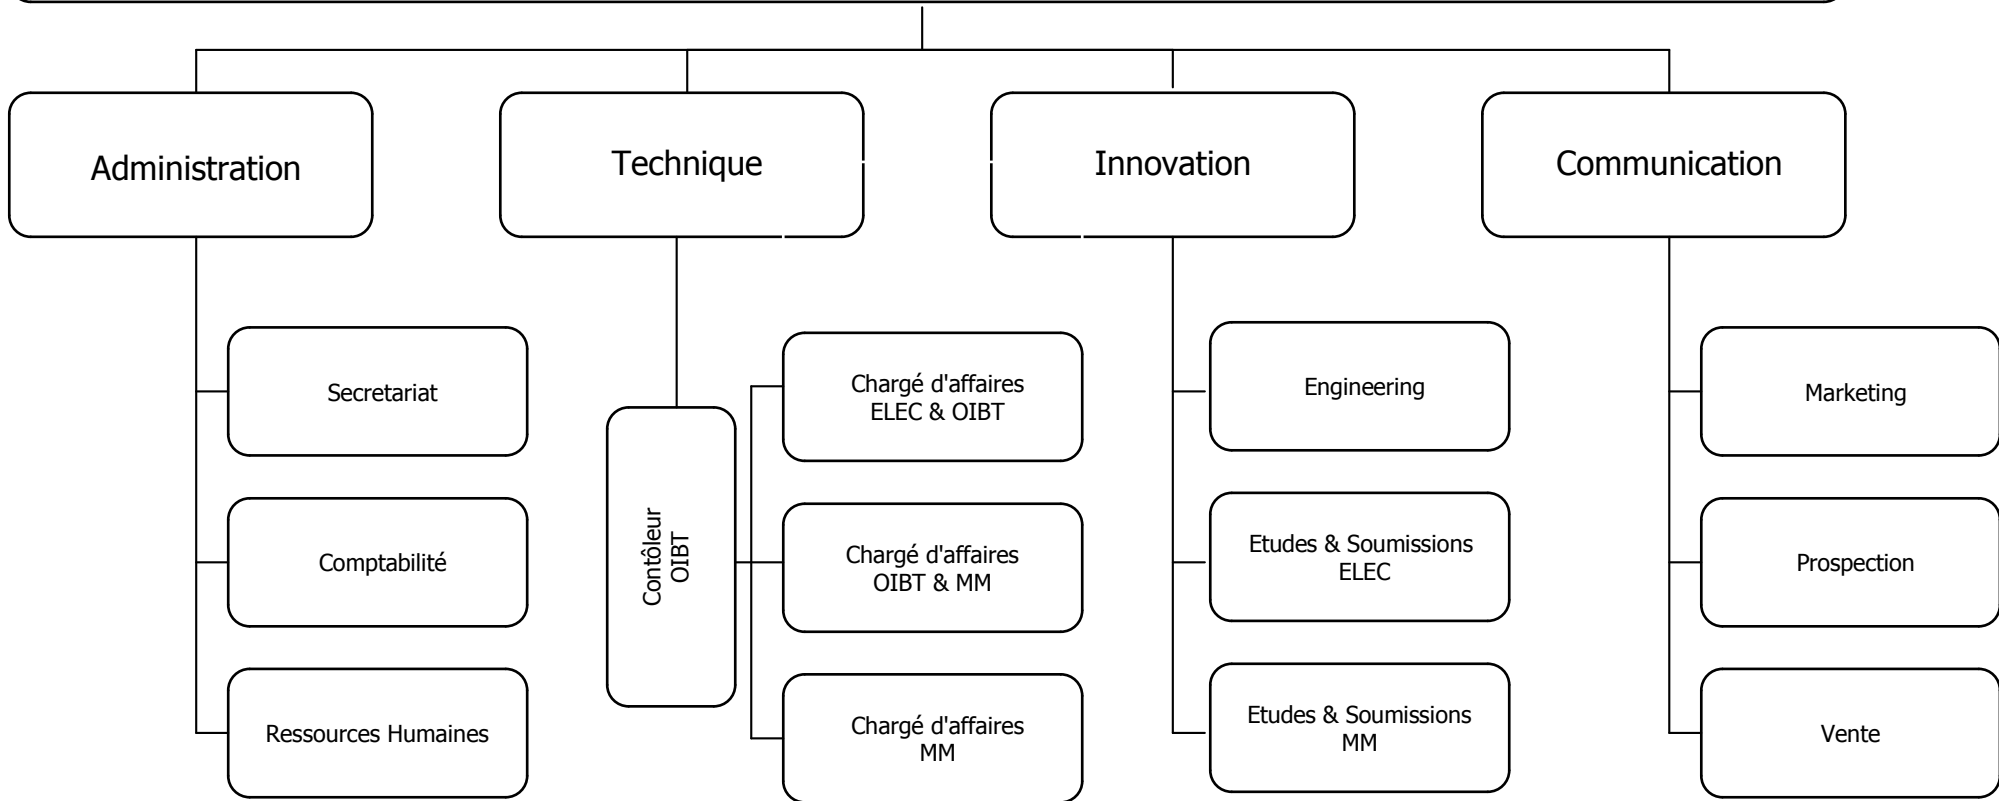 Administration
Technique
Innovation
Communication
Secretariat
Comptabilité
Ressources Humaines
Contôleur
OIBT
Chargé d'affaires
ELEC & OIBT
Chargé d'affaires
OIBT & MM
Chargé d'affaires
MM
Engineering
Etudes & Soumissions
ELEC
Etudes & Soumissions
MM
Marketing
Prospection
Vente